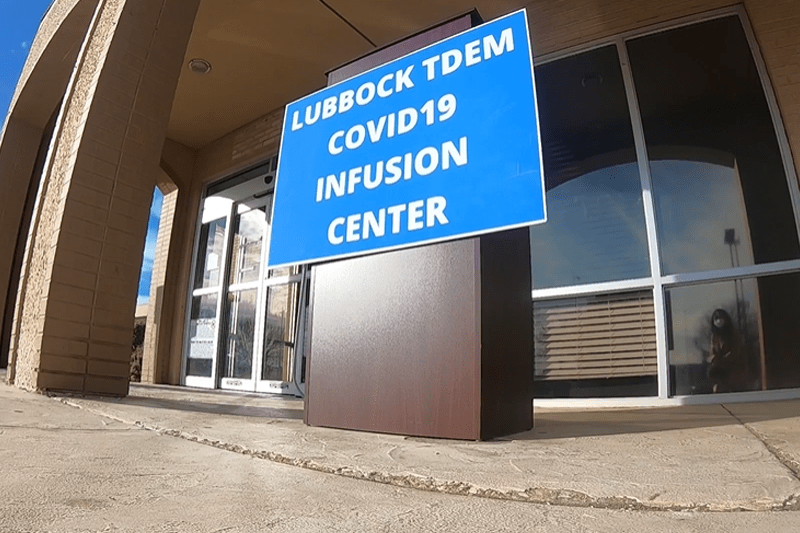 LUBBOCK TDEM
COVID19
INFUSION
CENTER